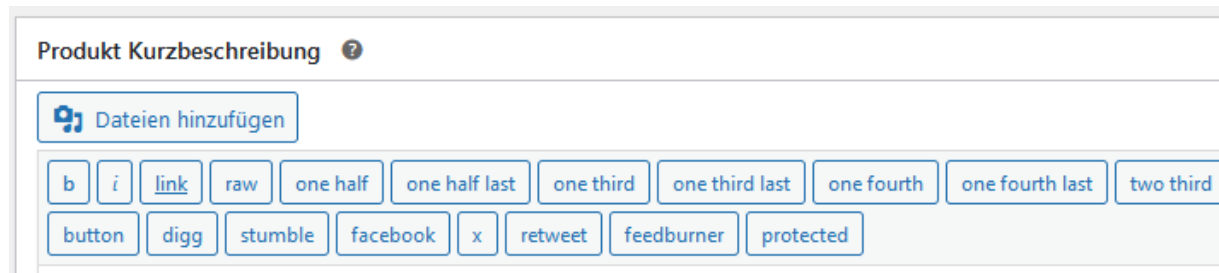 Produkt Kurzbeschreibung ?
Dateien hinzufügen
b i link raw one half one half last one third one third last one fourth one fourth last two third
button digg stumble facebook x retweet feedburner protected